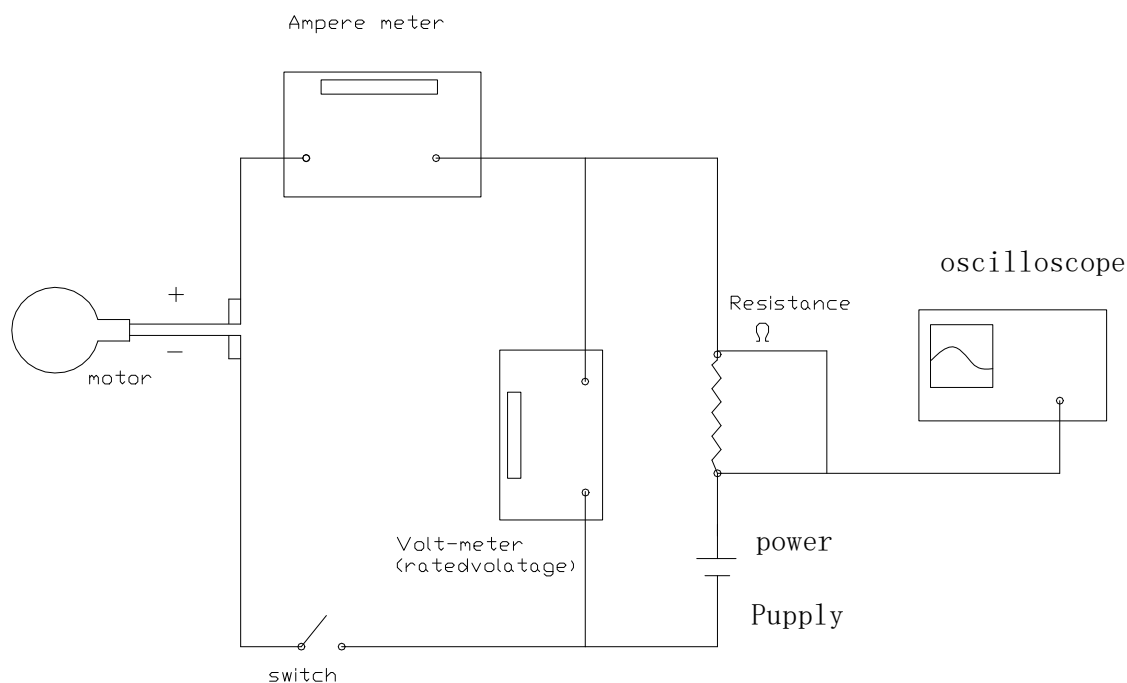 Ampere meter
oscilloscope
+
Resistance
Ω
−
motor
Volt-meter
(ratedvolatage)
power
Pupply
switch